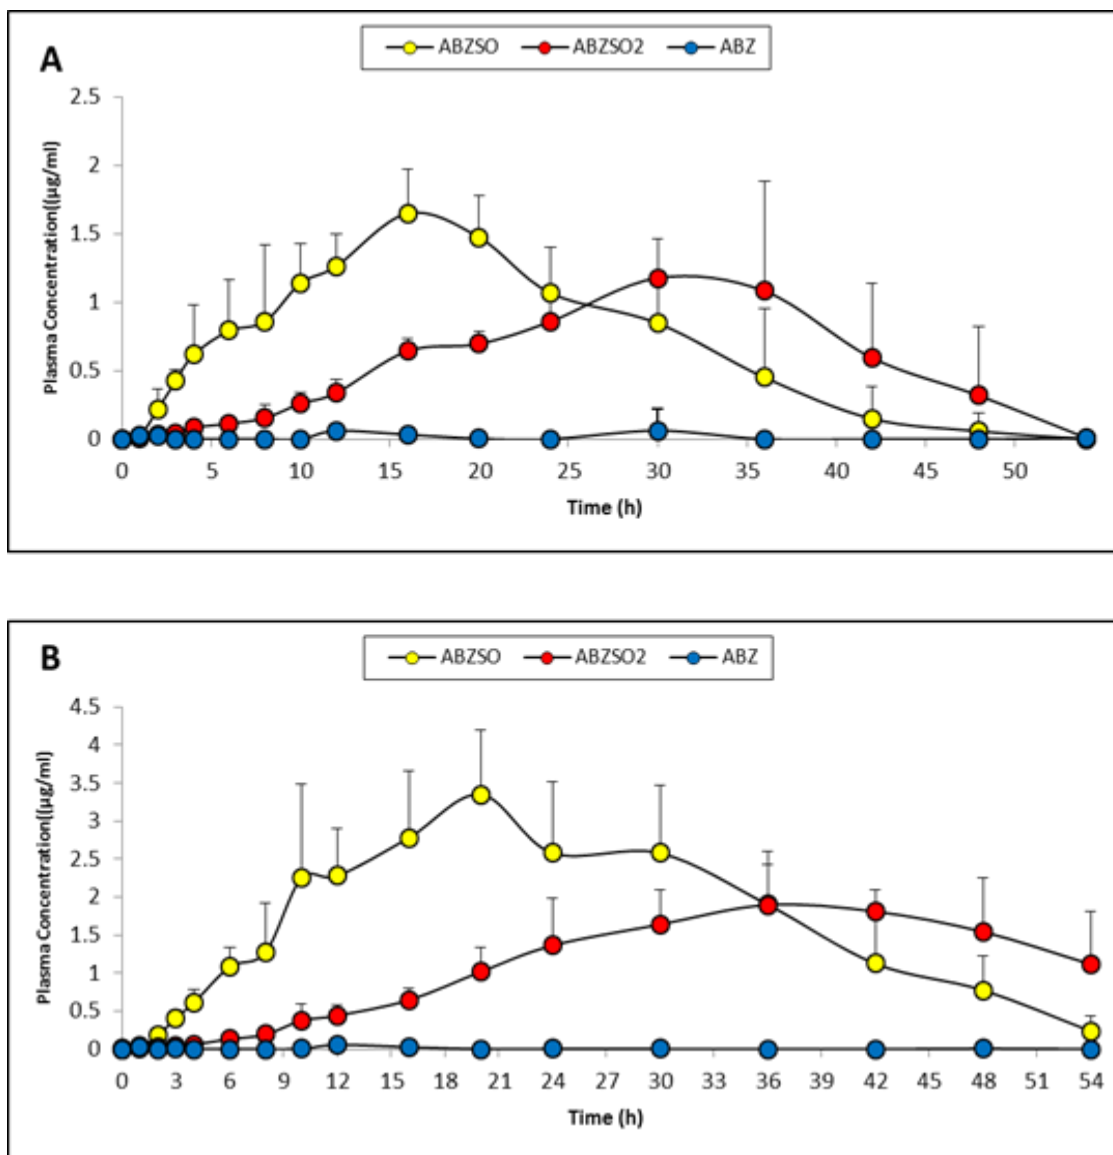 A
ABZSO ABZSO2 ABZ
Plasma Concentration((µg/ml)
2.5
2
1.5
1
0.5
0
0 5 10 15 20 25 30 35 40 45 50
Time (h)
B
ABZSO ABZSO2 ABZ
Plasma Concentration((µg/ml)
4.5
4
3.5
3
2.5
2
1.5
1
0.5
0
0 3 6 9 12 15 18 21 24 27 30 33 36 39 42 45 48 51 54
Time (h)